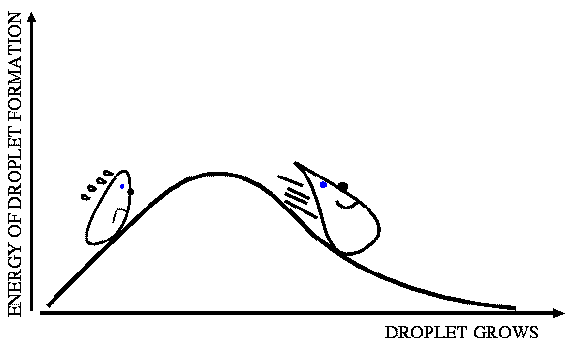 ENERGY OF DROPLET FORMATION
DROPLET GROWS